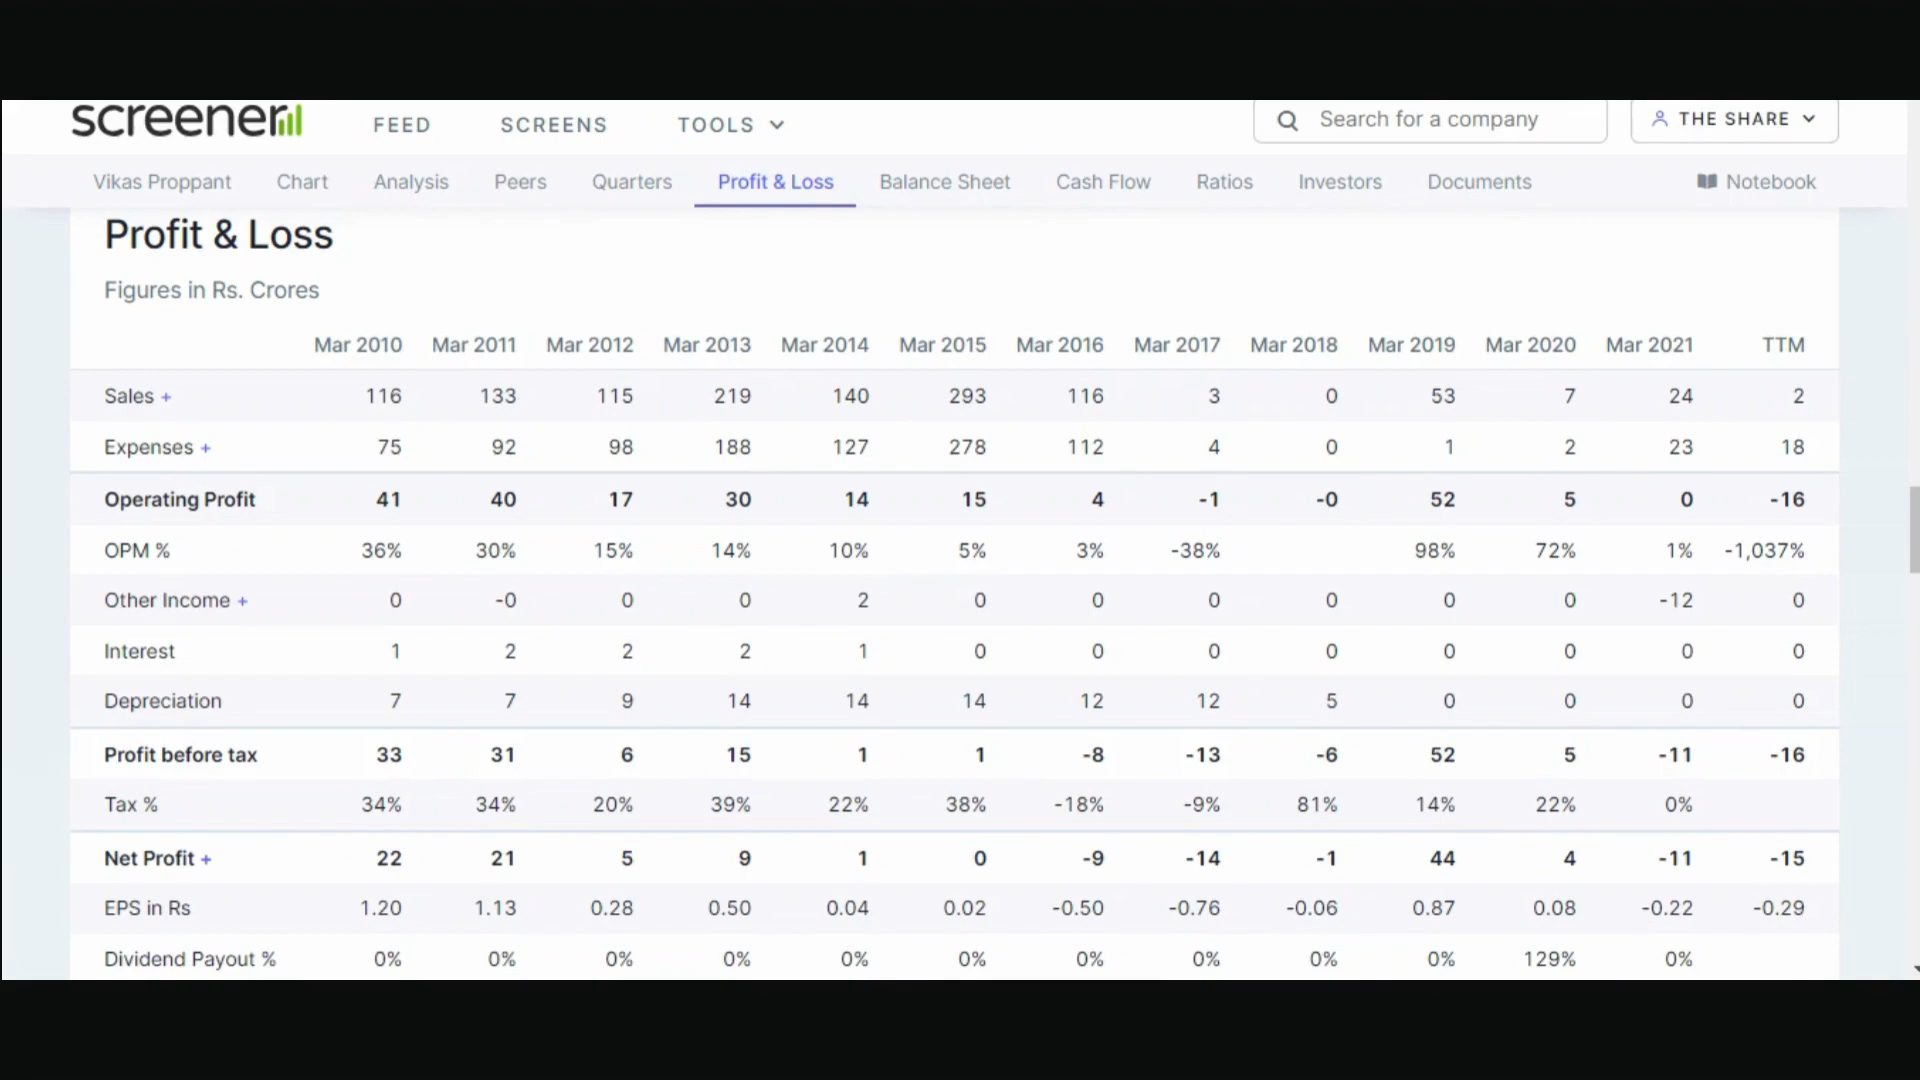 screener FEED SCREENS TOOLS Search for a company THE SHARE
Vikas Proppant Chart Analysis Peers Quarters Profit & Loss Balance Sheet Cash Flow Ratios Investors Documents Notebook
Profit & Loss
Figures in Rs. Crores
Mar 2010 Mar 2011 Mar 2012 Mar 2013 Mar 2014 Mar 2015 Mar 2016 Mar 2017 Mar 2018 Mar 2019 Mar 2020 Mar 2021 TTM
Sales + 116 133 115 219 140 293 116 3 0 53 7 24 2
Expenses + 75 92 98 188 127 278 112 4 0 1 2 23 18
Operating Profit 41 40 17 30 14 15 4 -1 -0 52 5 0 -16
OPM % 36% 30% 15% 14% 10% 5% 3% -38% 98% 72% 1% -1,037%
Other Income + 0 -0 0 0 2 0 0 0 0 0 0 -12 0
Interest 1 2 2 2 1 0 0 0 0 0 0 0 0
Depreciation 7 7 9 14 14 14 12 12 5 0 0 0 0
Profit before tax 33 31 6 15 1 1 -8 -13 -6 52 5 -11 -16
Tax % 34% 34% 20% 39% 22% 38% -18% -9% 81% 14% 22% 0%
Net Profit + 22 21 5 9 1 0 -9 -14 -1 44 4 -11 -15
EPS in Rs 1.20 1.13 0.28 0.50 0.04 0.02 -0.50 -0.76 -0.06 0.87 0.08 -0.22 -0.29
Dividend Payout % 0% 0% 0% 0% 0% 0% 0% 0% 0% 0% 129% 0%